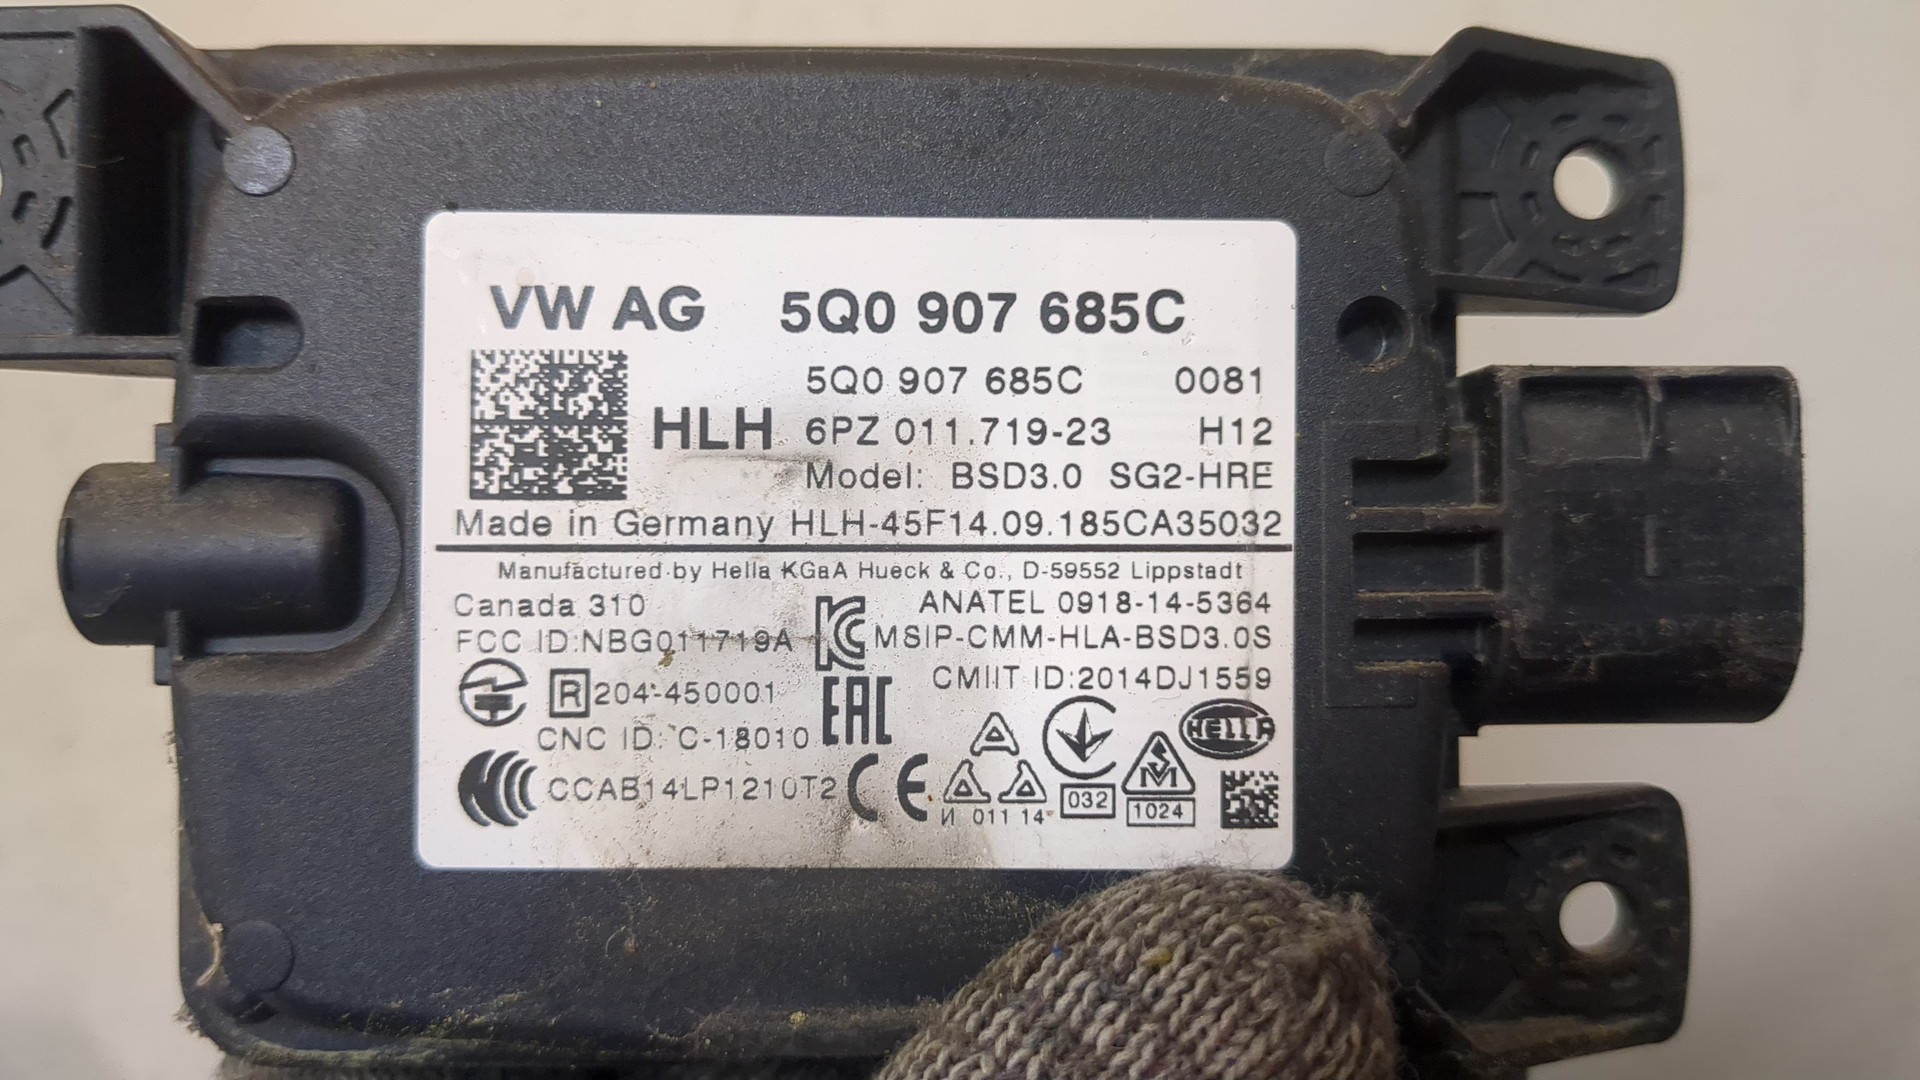 VW AG 5Q0 907 685C
5Q0 907 685C 0081
HLH 6PZ 011.719-23 H12
Model: BSD3.0 SG2-HRE
Made in Germany HLH-45F14.09.185CA35032
Manufactured by Hella KGaA Hueck & Co., D-59552 Lippstadt
Canada 310 ANATEL 0918-14-5364
FCC ID:NBG011719A MSIP-CMM-HLA-BSD3.0S
CMIIT ID:2014DJ1559
R 204-450001 EAC
CNC ID: C-18010 HELLA
CCAB14LP1210T2 CE 032 1024
И 011 14